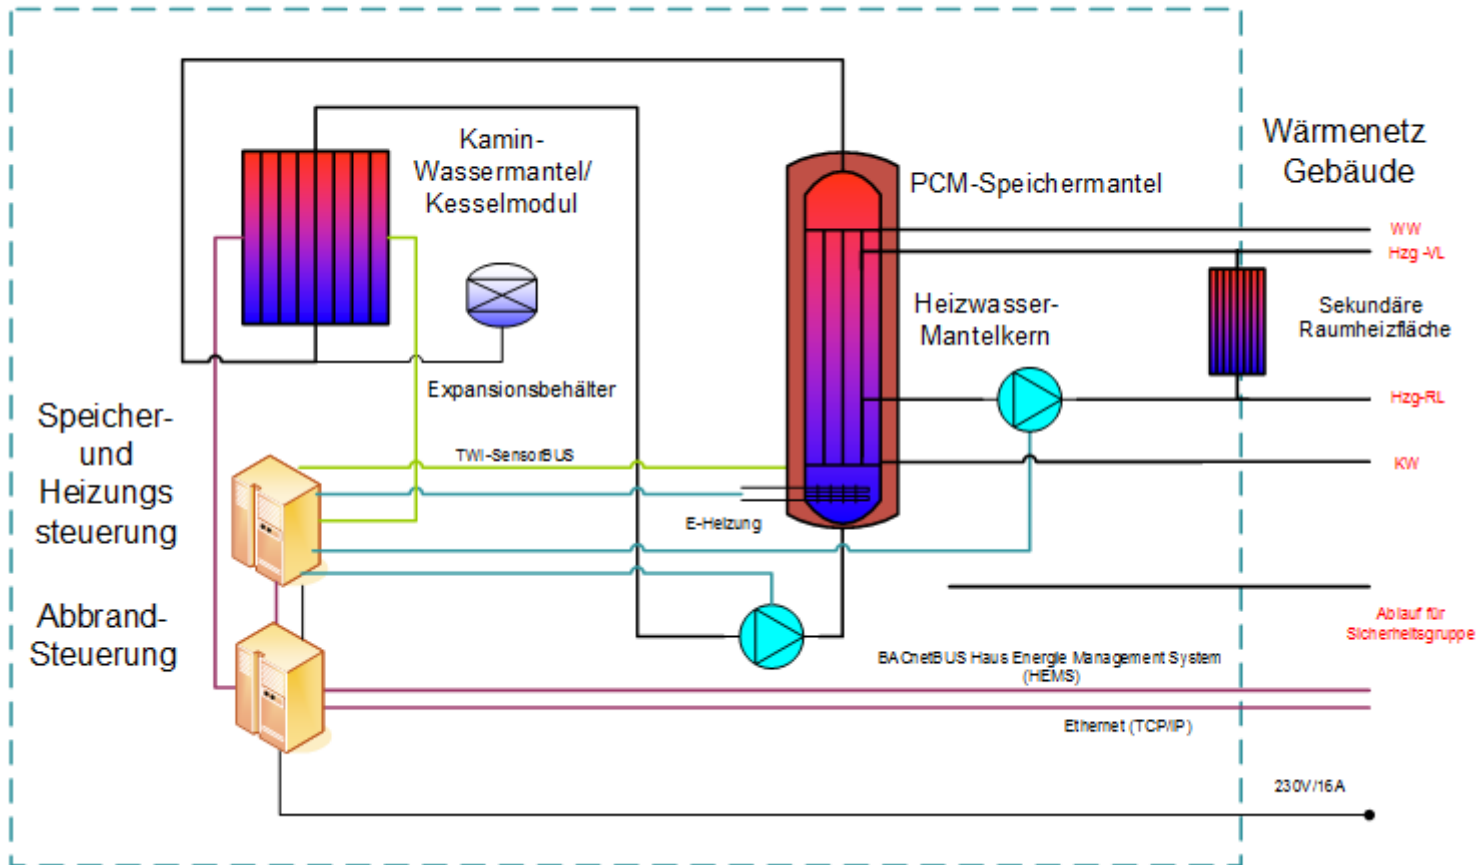 Kamin-
Wassermantel/
Kesselmodul
PCM-Speichermantel
Wärmenetz
Gebäude
WW
Hzg -VL
Heizwasser-
Mantelkern
Sekundäre
Raumheizfläche
Expansionsbehälter
Hzg-RL
Speicher-
und
Heizungs
steuerung
TWI-SensorBUS
KW
E-Heizung
Abbrand-
Steuerung
Ablauf für
Sicherheitsgruppe
BACnetBUS Haus Energie Management System
(HEMS)
Ethernet (TCP/IP)
230V/16A